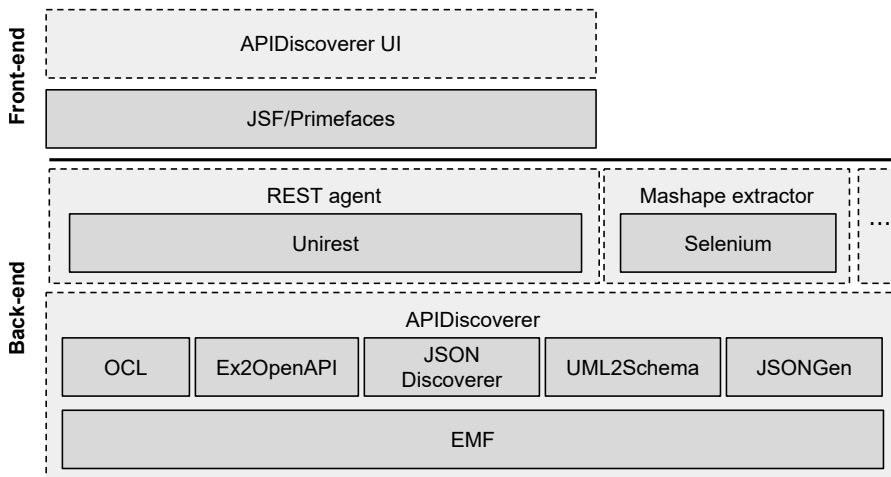 Front-end
APIDiscoverer UI
JSF/Primefaces
Back-end
REST agent
Unirest
Mashape extractor
Selenium
...
APIDiscoverer
OCL
Ex2OpenAPI
JSON
Discoverer
UML2Schema
JSONGen
EMF